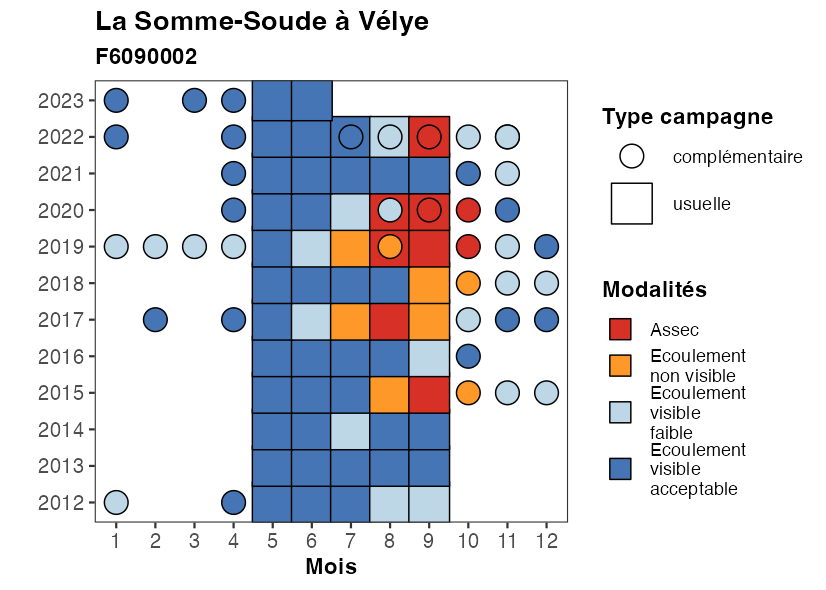 La Somme-Soude à Vélye
F6090002
2023
2022
2021
2020
2019
2018
2017
2016
2015
2014
2013
2012
1 2 3 4 5 6 7 8 9 10 11 12
Mois
Type campagne
complémentaire
usuelle
Modalités
Assec
Ecoulement
non visible
Ecoulement
visible
faible
Ecoulement
visible
acceptable